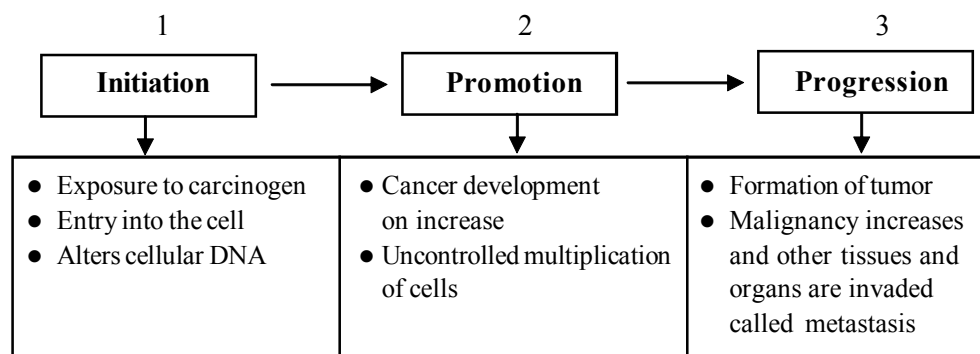 1
2
3
Initiation
Promotion
Progression
● Exposure to carcinogen
● Entry into the cell
● Alters cellular DNA
● Cancer development
on increase
● Uncontrolled multiplication
of cells
● Formation of tumor
● Malignancy increases
and other tissues and
organs are invaded
called metastasis